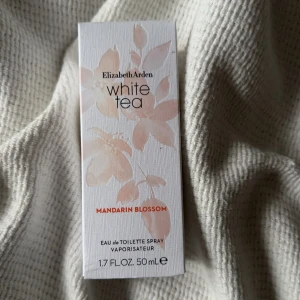 Elizabeth Arden
white
tea
MANDARIN BLOSSOM
EAU de TOILETTE SPRAY
VAPORISATEUR
1.7 FL.OZ. 50 mL℮